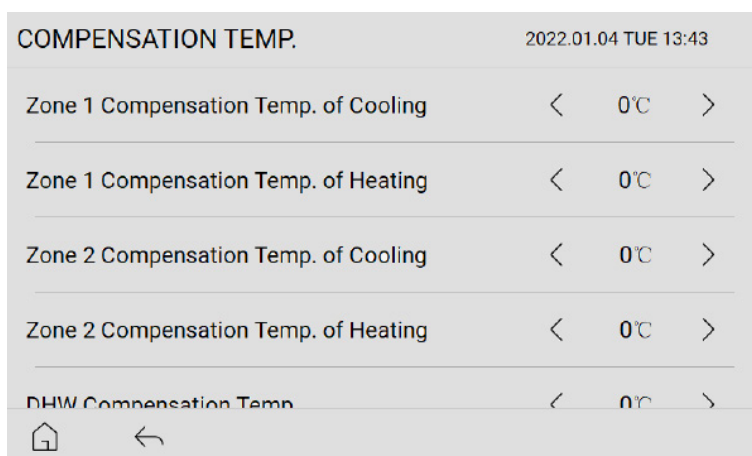 COMPENSATION TEMP. 2022.01.04 TUE 13:43
Zone 1 Compensation Temp. of Cooling < 0℃ >
Zone 1 Compensation Temp. of Heating < 0℃ >
Zone 2 Compensation Temp. of Cooling < 0℃ >
Zone 2 Compensation Temp. of Heating < 0℃ >
DHW Compensation Temp < 0℃ >